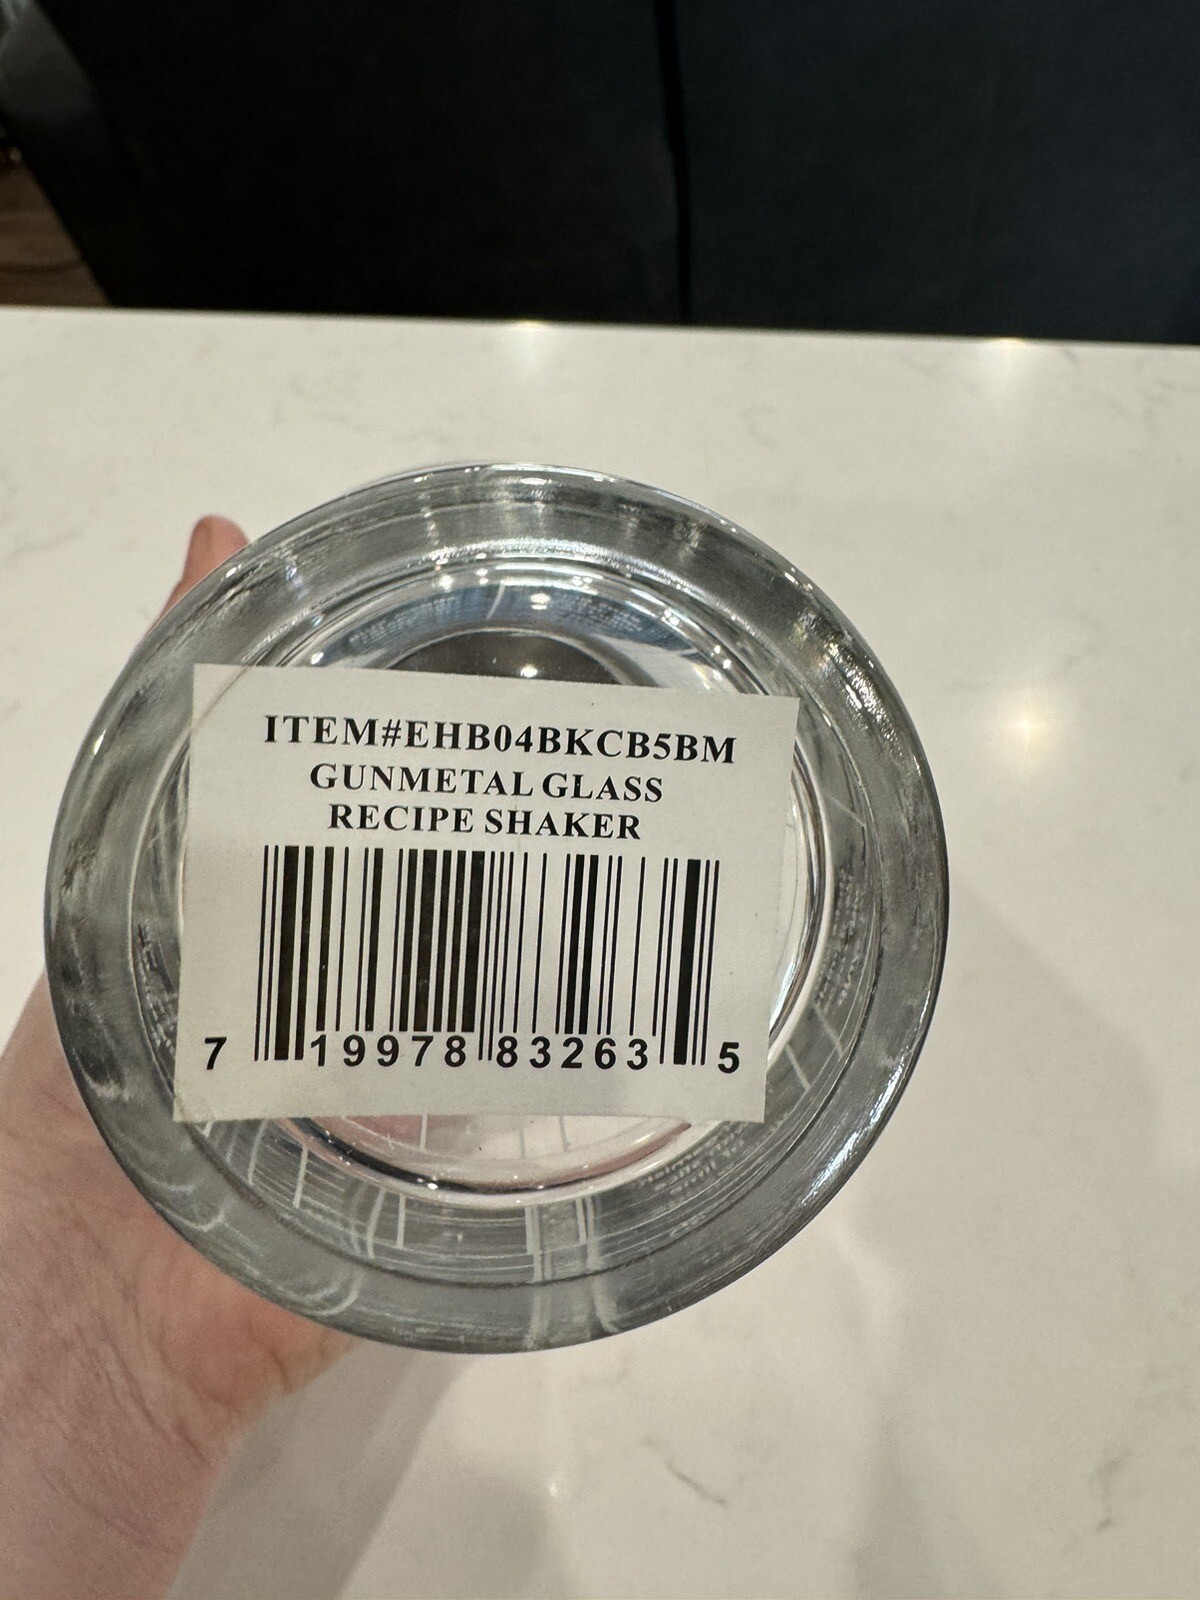 ITEM#EHB04BKCB5BM
GUNMETAL GLASS
RECIPE SHAKER
7 19978 83263 5